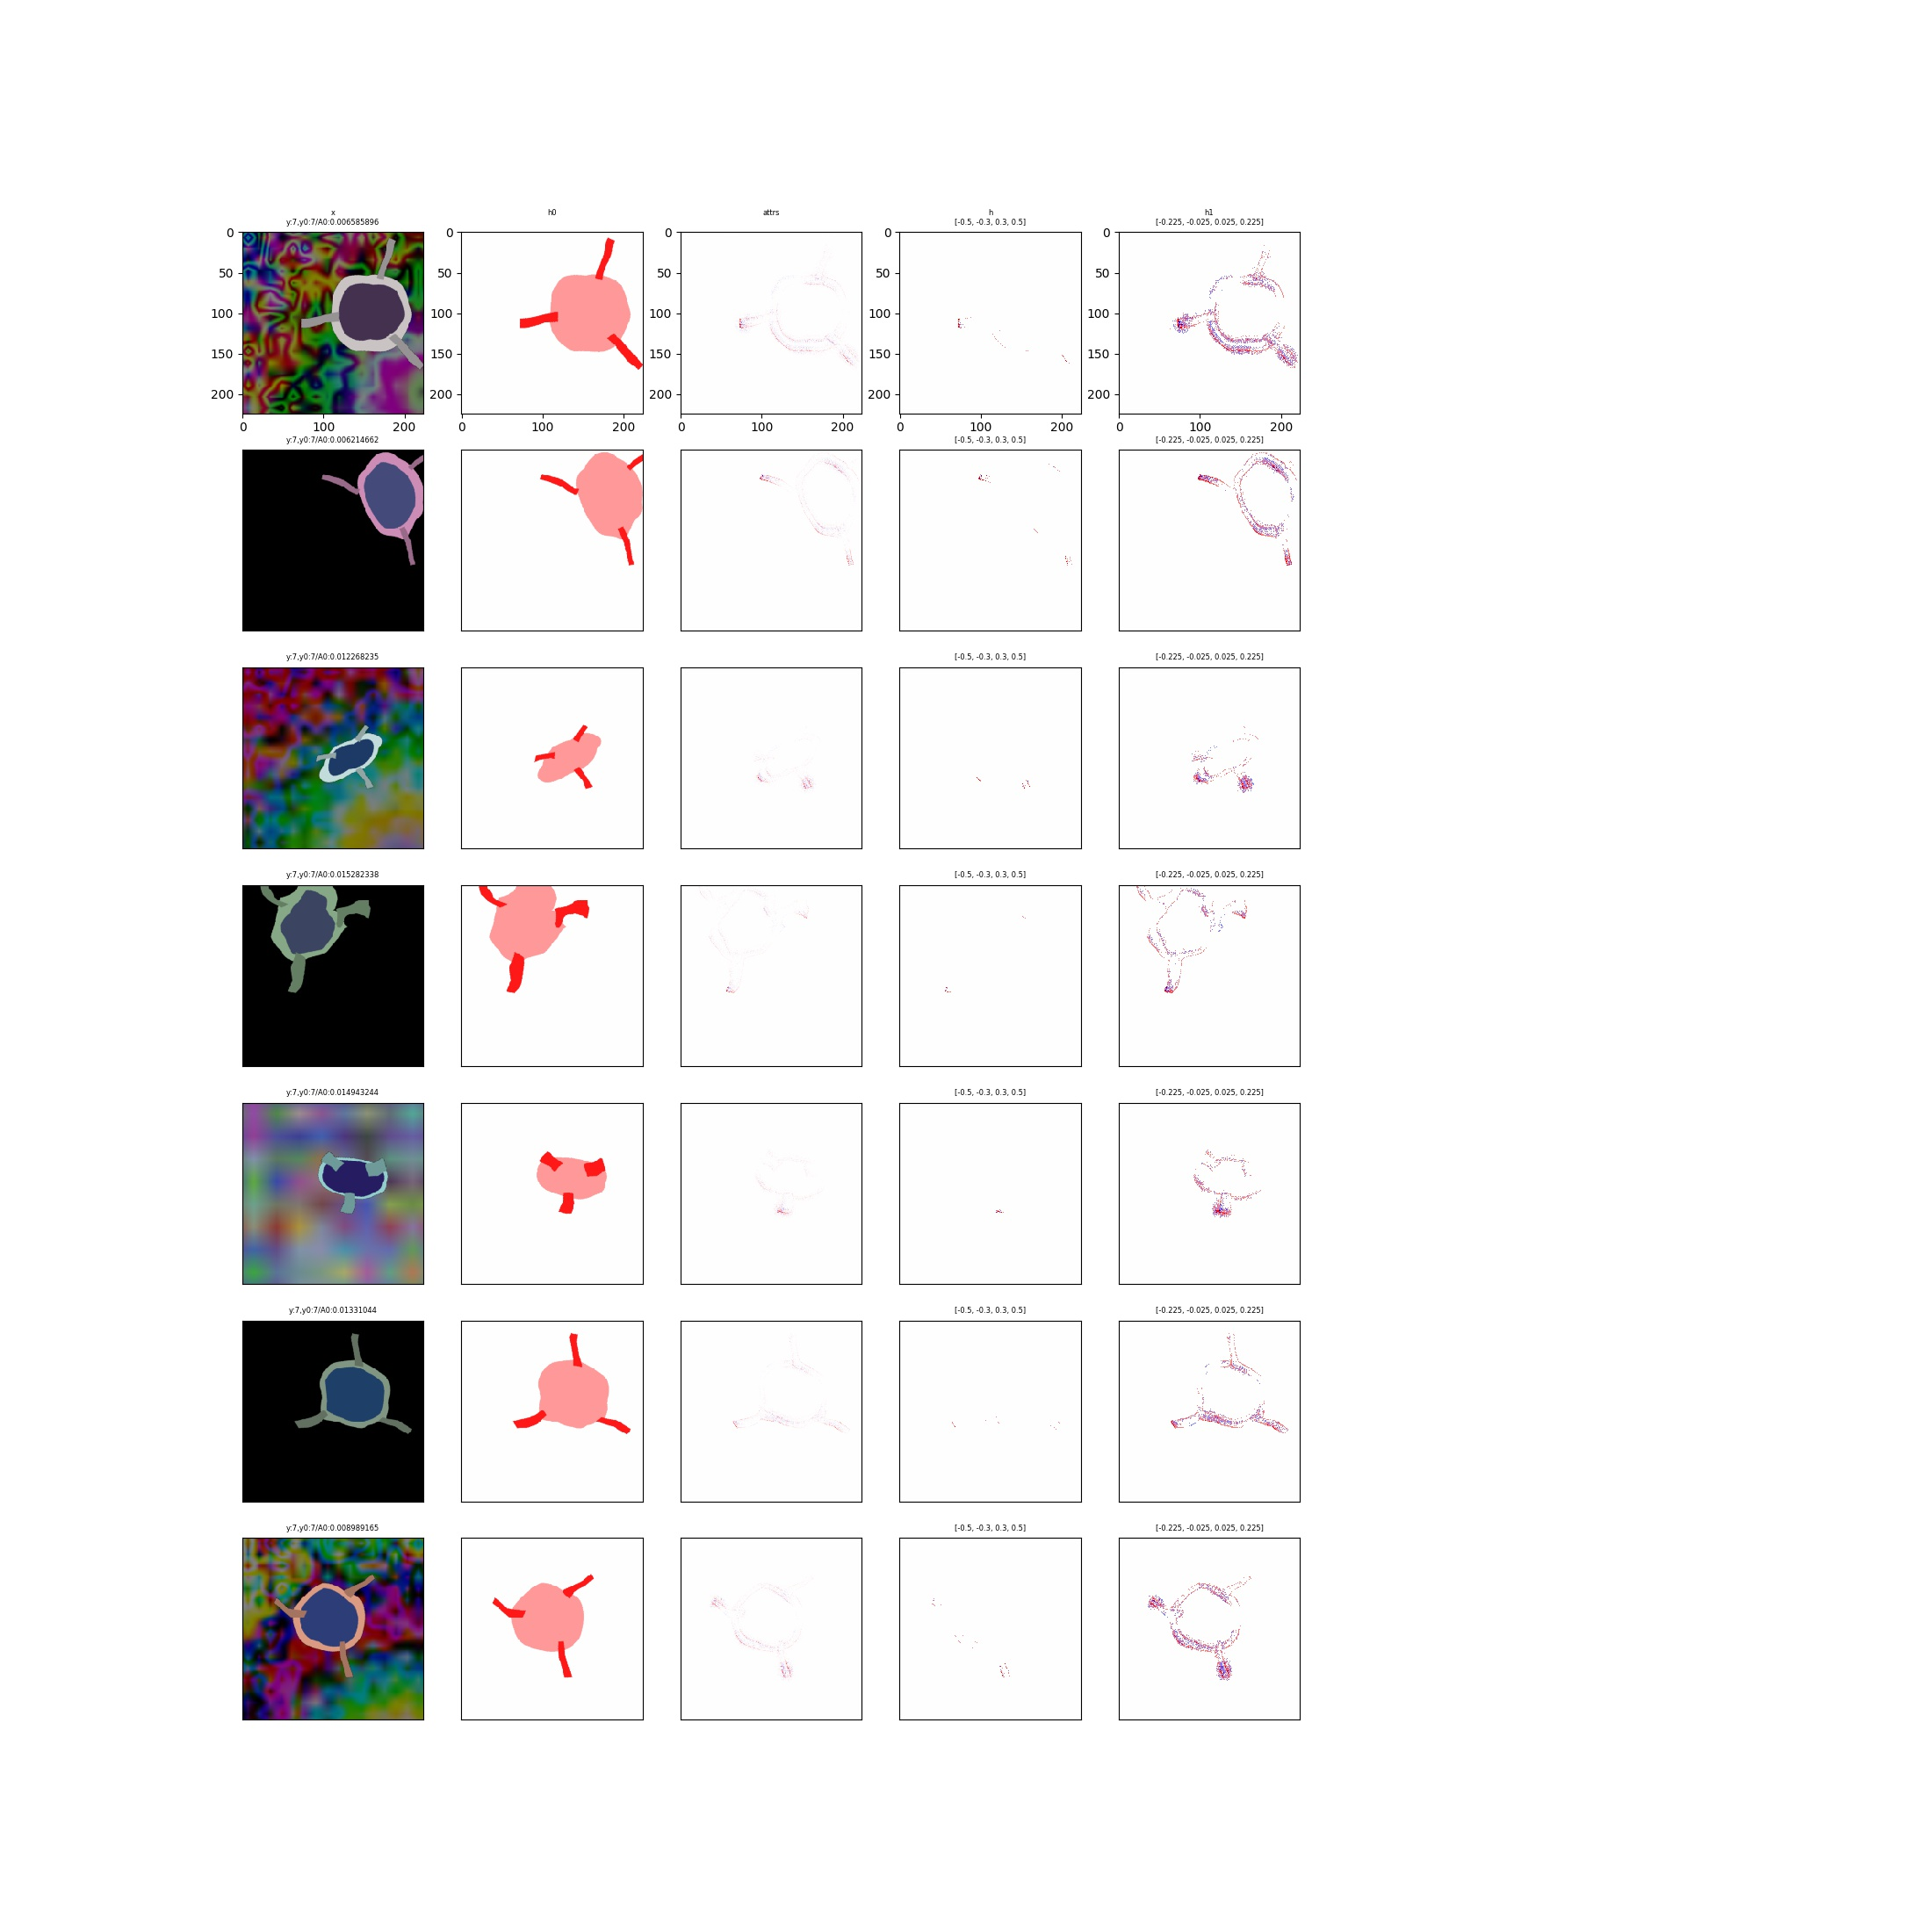 x
y:7,y0:7/A0:0.006585896
h0
attrs
h
[-0.5, -0.3, 0.3, 0.5]
h1
[-0.225, -0.025, 0.025, 0.225]
0
50
100
150
200
0
100
200
0
50
100
150
200
0
100
200
0
50
100
150
200
0
100
200
0
50
100
150
200
0
100
200
0
50
100
150
200
0
100
200
y:7,y0:7/A0:0.006214662
[-0.5, -0.3, 0.3, 0.5]
[-0.225, -0.025, 0.025, 0.225]
y:7,y0:7/A0:0.012268235
[-0.5, -0.3, 0.3, 0.5]
[-0.225, -0.025, 0.025, 0.225]
y:7,y0:7/A0:0.015282338
[-0.5, -0.3, 0.3, 0.5]
[-0.225, -0.025, 0.025, 0.225]
y:7,y0:7/A0:0.014943244
[-0.5, -0.3, 0.3, 0.5]
[-0.225, -0.025, 0.025, 0.225]
y:7,y0:7/A0:0.01331044
[-0.5, -0.3, 0.3, 0.5]
[-0.225, -0.025, 0.025, 0.225]
y:7,y0:7/A0:0.008989165
[-0.5, -0.3, 0.3, 0.5]
[-0.225, -0.025, 0.025, 0.225]